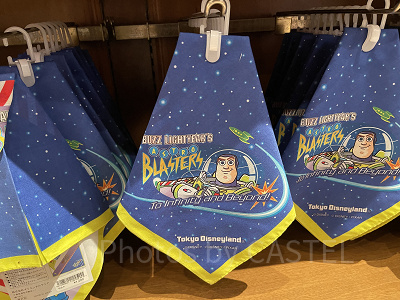 BUZZ LIGHTYEAR'S
ASTRO
BLASTERS
To Infinity and Beyond!
Tokyo Disneyland
BUZZ LIGHTYEAR'S
ASTRO
BLASTERS
To Infinity and Beyond!
Tokyo Disneyland
Photos by CASTEL